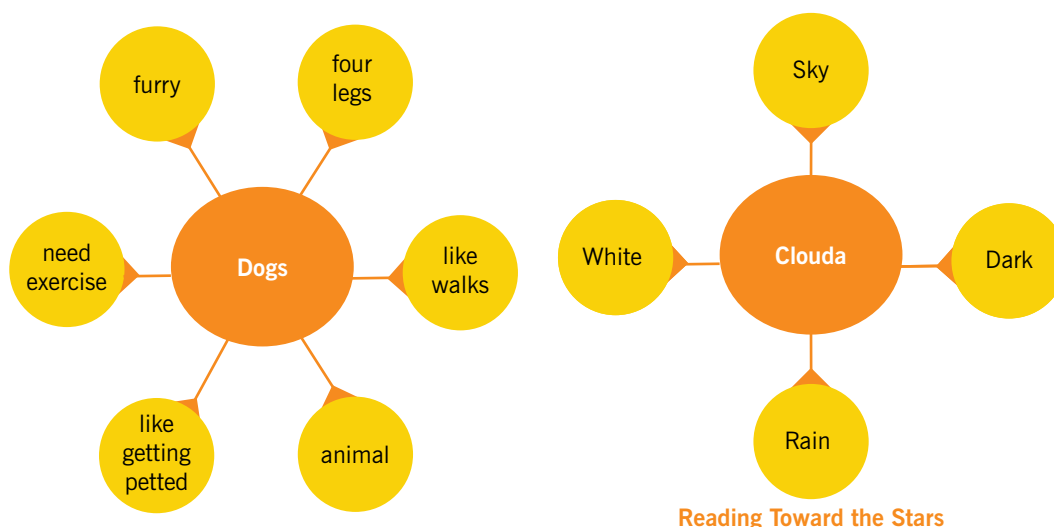 furry
four
legs
need
exercise
Dogs
like
walks
like
getting
petted
animal
Sky
White
Clouda
Dark
Rain
Reading Toward the Stars